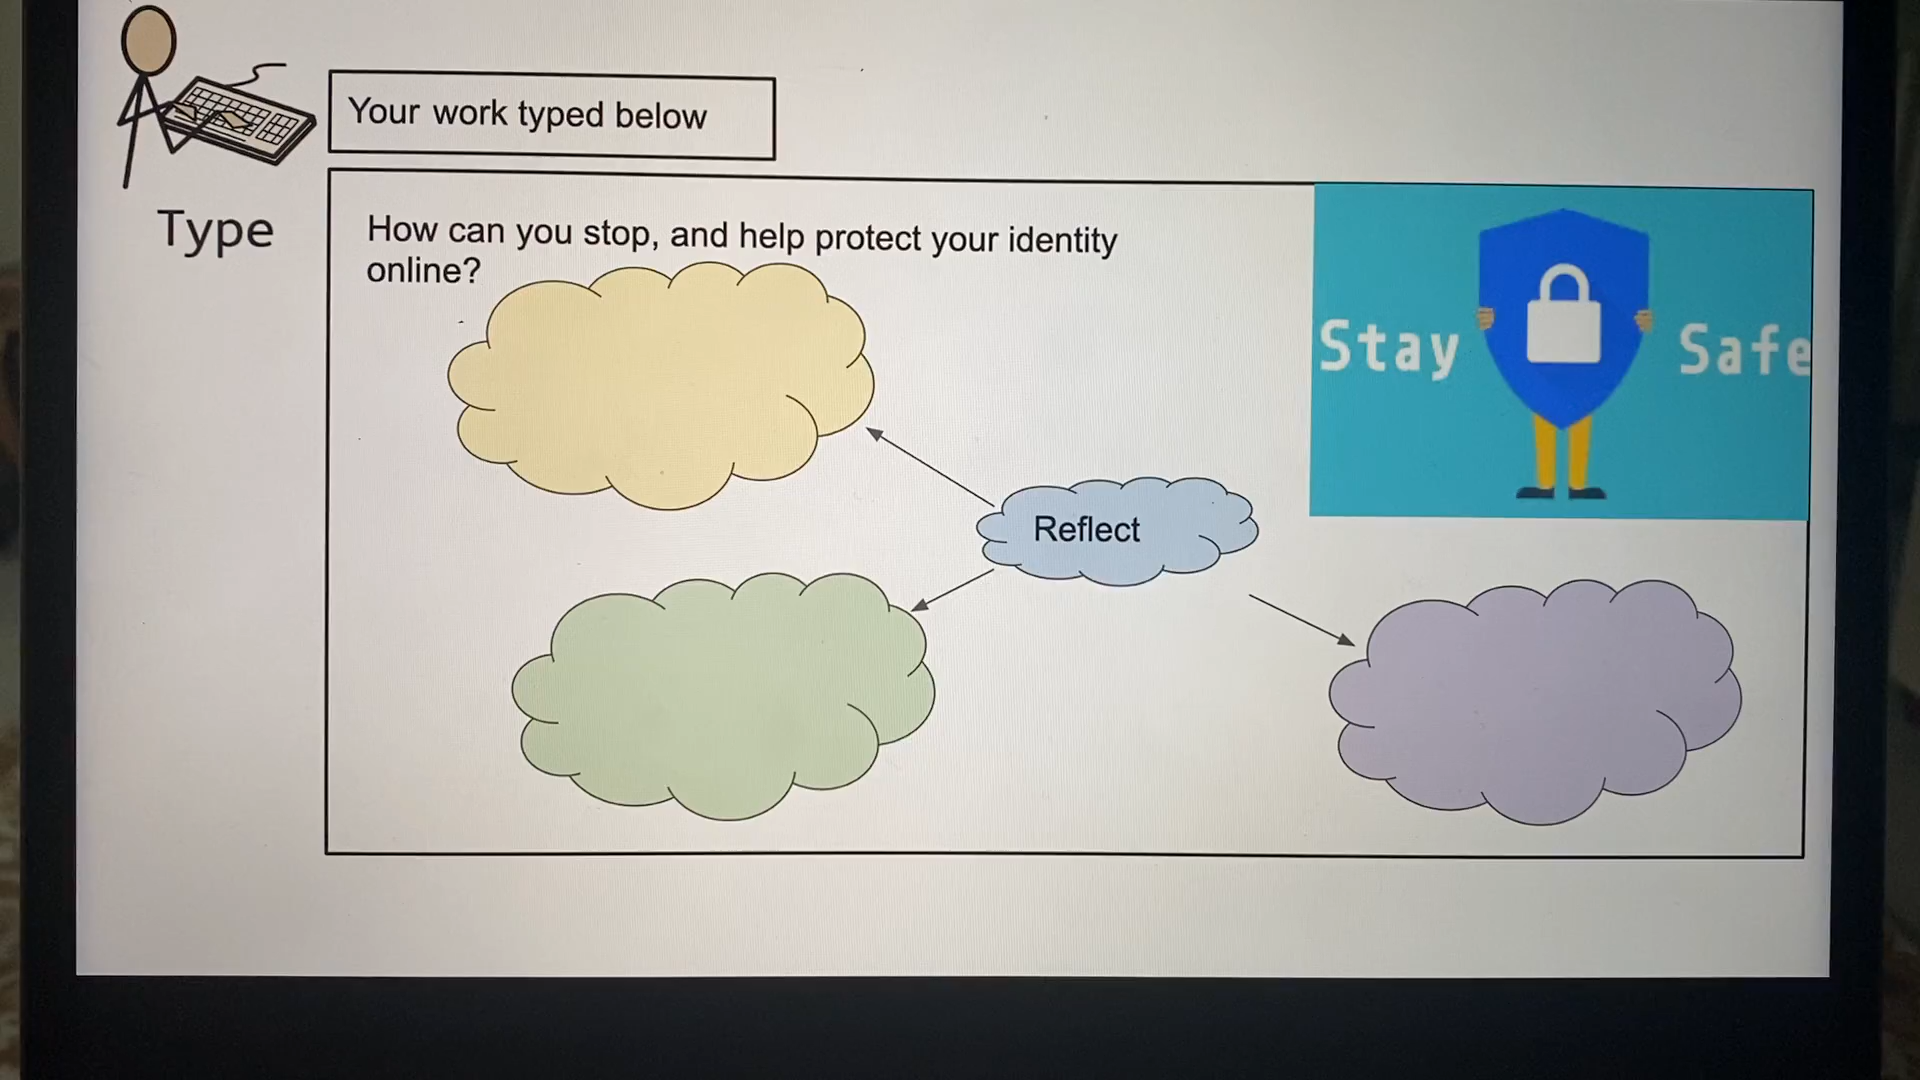 Your work typed below
Type
How can you stop, and help protect your identity
online?
Stay Safe
Reflect